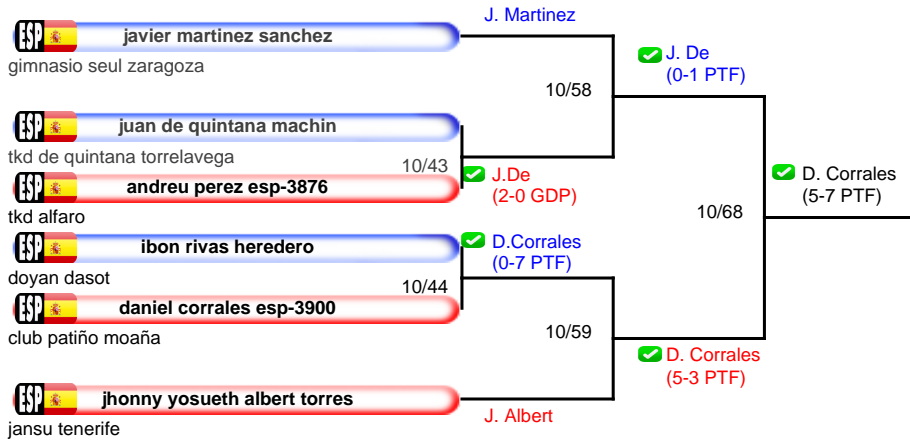 J. Martinez
ESP javier martinez sanchez
gimnasio seul zaragoza
J. De
(0-1 PTF)
10/58
ESP juan de quintana machin
tkd de quintana torrelavega
10/43
J.De
(2-0 GDP)
ESP andreu perez esp-3876
tkd alfaro
D. Corrales
(5-7 PTF)
10/68
ESP ibon rivas heredero
doyan dasot
D.Corrales
(0-7 PTF)
10/44
ESP daniel corrales esp-3900
club patiño moaña
10/59
D. Corrales
(5-3 PTF)
ESP jhonny yosueth albert torres
jansu tenerife
J. Albert